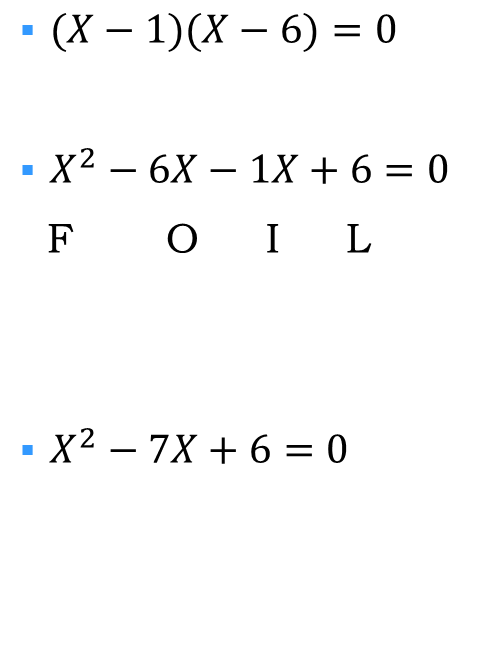 ▪ (X − 1)(X − 6) = 0
▪ X² − 6X − 1X + 6 = 0
F O I L
▪ X² − 7X + 6 = 0